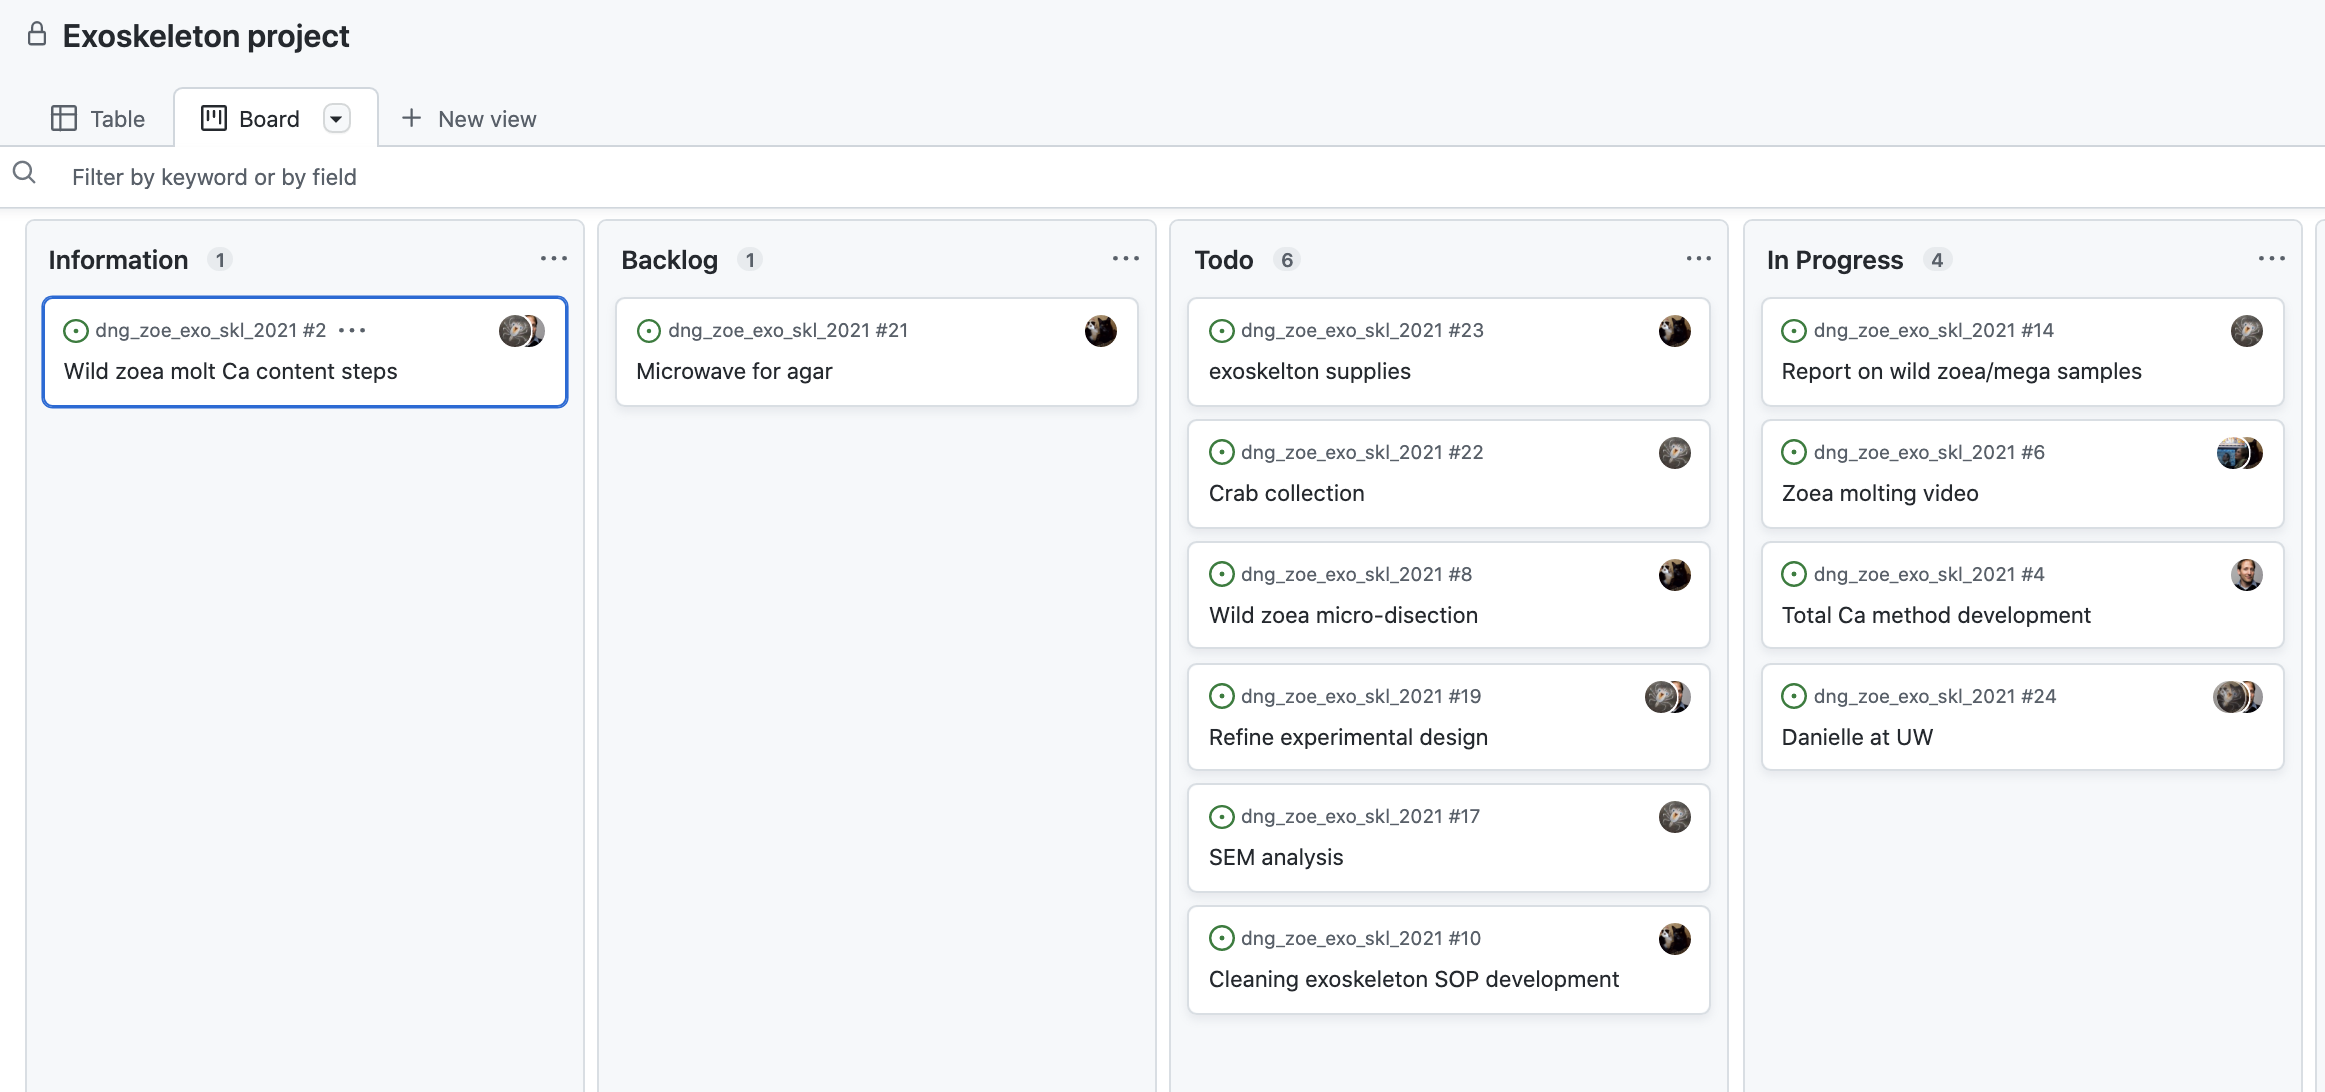 Exoskeleton project
Table
Board
New view
Filter by keyword or by field
Information 1
dng_zoe_exo_skl_2021 #2
Wild zoea molt Ca content steps
Backlog 1
dng_zoe_exo_skl_2021 #21
Microwave for agar
Todo 6
dng_zoe_exo_skl_2021 #23
exoskelton supplies
dng_zoe_exo_skl_2021 #22
Crab collection
dng_zoe_exo_skl_2021 #8
Wild zoea micro-disection
dng_zoe_exo_skl_2021 #19
Refine experimental design
dng_zoe_exo_skl_2021 #17
SEM analysis
dng_zoe_exo_skl_2021 #10
Cleaning exoskeleton SOP development
In Progress 4
dng_zoe_exo_skl_2021 #14
Report on wild zoea/mega samples
dng_zoe_exo_skl_2021 #6
Zoea molting video
dng_zoe_exo_skl_2021 #4
Total Ca method development
dng_zoe_exo_skl_2021 #24
Danielle at UW